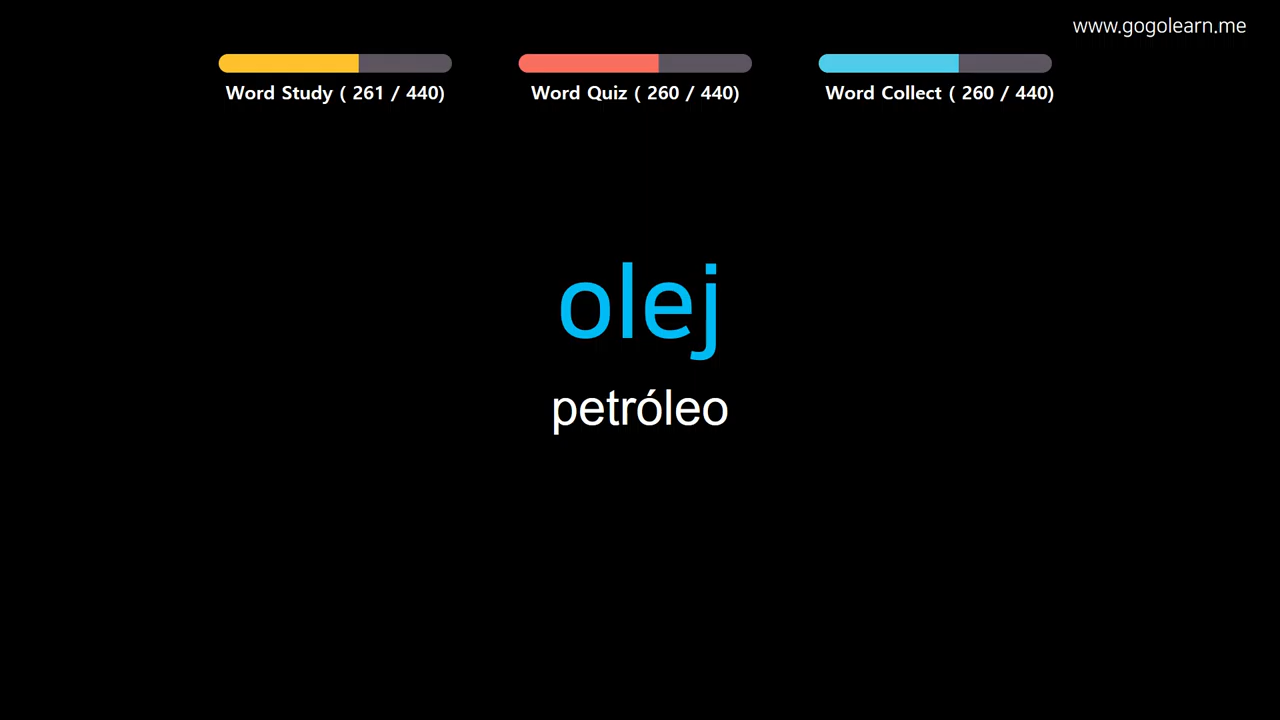 www.gogolearn.me
Word Study ( 261 / 440)
Word Quiz ( 260 / 440)
Word Collect ( 260 / 440)
olej
petróleo